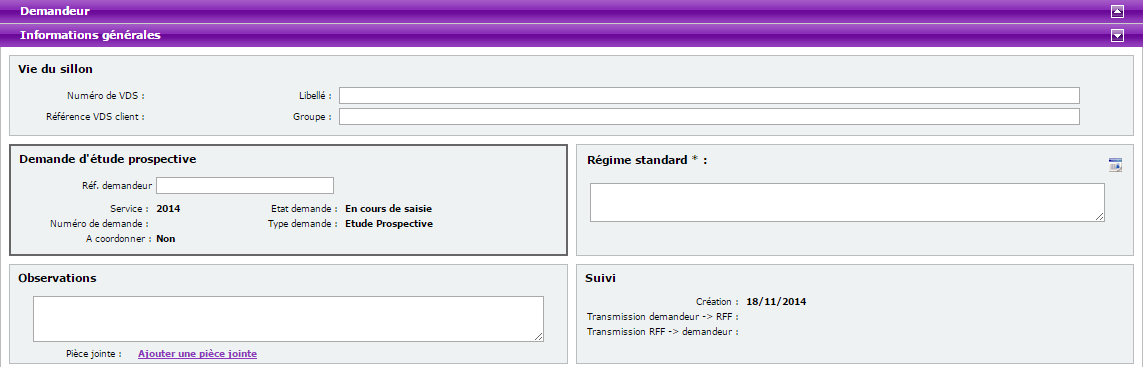 Demandeur
Informations générales
Vie du sillon
Numéro de VDS : Libellé :
Référence VDS client : Groupe :
Demande d'étude prospective
Réf. demandeur
Service : 2014 Etat demande : En cours de saisie
Numéro de demande : Type demande : Etude Prospective
A coordonner : Non
Régime standard * :
Observations
Pièce jointe : Ajouter une pièce jointe
Suivi
Création : 18/11/2014
Transmission demandeur -> RFF :
Transmission RFF -> demandeur :